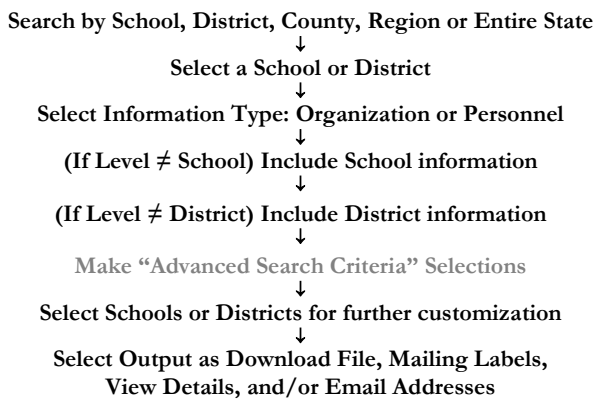 Search by School, District, County, Region or Entire State
↓
Select a School or District
↓
Select Information Type: Organization or Personnel
↓
(If Level ≠ School) Include School information
↓
(If Level ≠ District) Include District information
↓
Make “Advanced Search Criteria” Selections
↓
Select Schools or Districts for further customization
↓
Select Output as Download File, Mailing Labels,
View Details, and/or Email Addresses